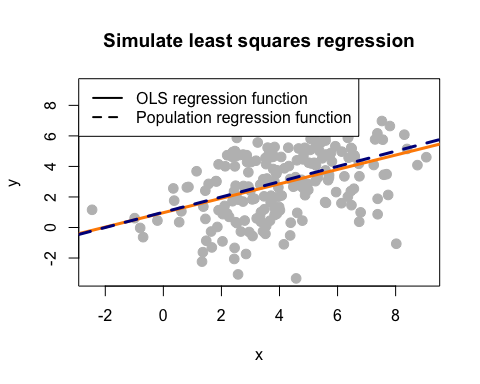 Simulate least squares regression
OLS regression function
Population regression function
8
6
4
2
0
-2
y
-2 0 2 4 6 8
x